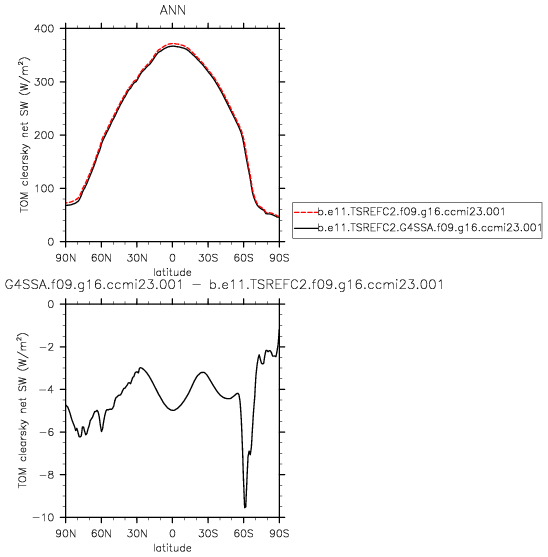 ANN
400
300
200
100
0
TOM clearsky net SW (W/m²)
90N 60N 30N 0 30S 60S 90S
latitude
b.e11.TSREFC2.f09.g16.ccmi23.001
b.e11.TSREFC2.G4SSA.f09.g16.ccmi23.001
G4SSA.f09.g16.ccmi23.001 − b.e11.TSREFC2.f09.g16.ccmi23.001
0
−2
−4
−6
−8
−10
TOM clearsky net SW (W/m²)
90N 60N 30N 0 30S 60S 90S
latitude